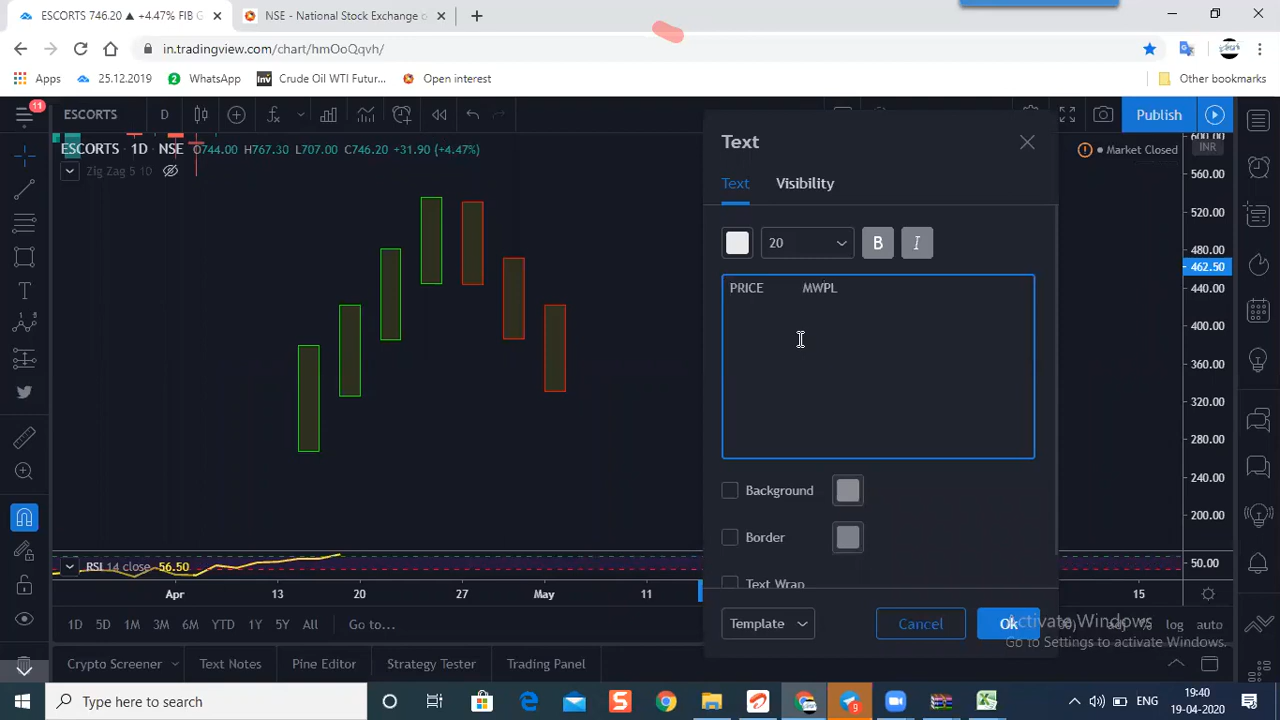 ESCORTS 746.20 ▲ +4.47% FIB G
NSE - National Stock Exchange o
in.tradingview.com/chart/hmOoQqvh/
Apps
25.12.2019
2 WhatsApp
Inv Crude Oil WTI Futur...
Open interest
Other bookmarks
11
ESCORTS
D
Publish
ESCORTS · 1D · NSE O744.00 H767.30 L707.00 C746.20 +31.90 (+4.47%)
Zig Zag 5 10
Text
Text
Visibility
20
B
I
PRICE MWPL
Background
Border
Text Wrap
Template
Cancel
Ok
Market Closed
600.00
INR
560.00
520.00
480.00
462.50
440.00
400.00
360.00
320.00
280.00
240.00
200.00
RSI 14 close 56.50
50.00
Apr
13
20
27
May
11
15
1D 5D 1M 3M 6M YTD 1Y 5Y All Go to...
% log auto
Activate Windows
Go to Settings to activate Windows.
Crypto Screener
Text Notes
Pine Editor
Strategy Tester
Trading Panel
Type here to search
S
9
ENG
19:40
19-04-2020